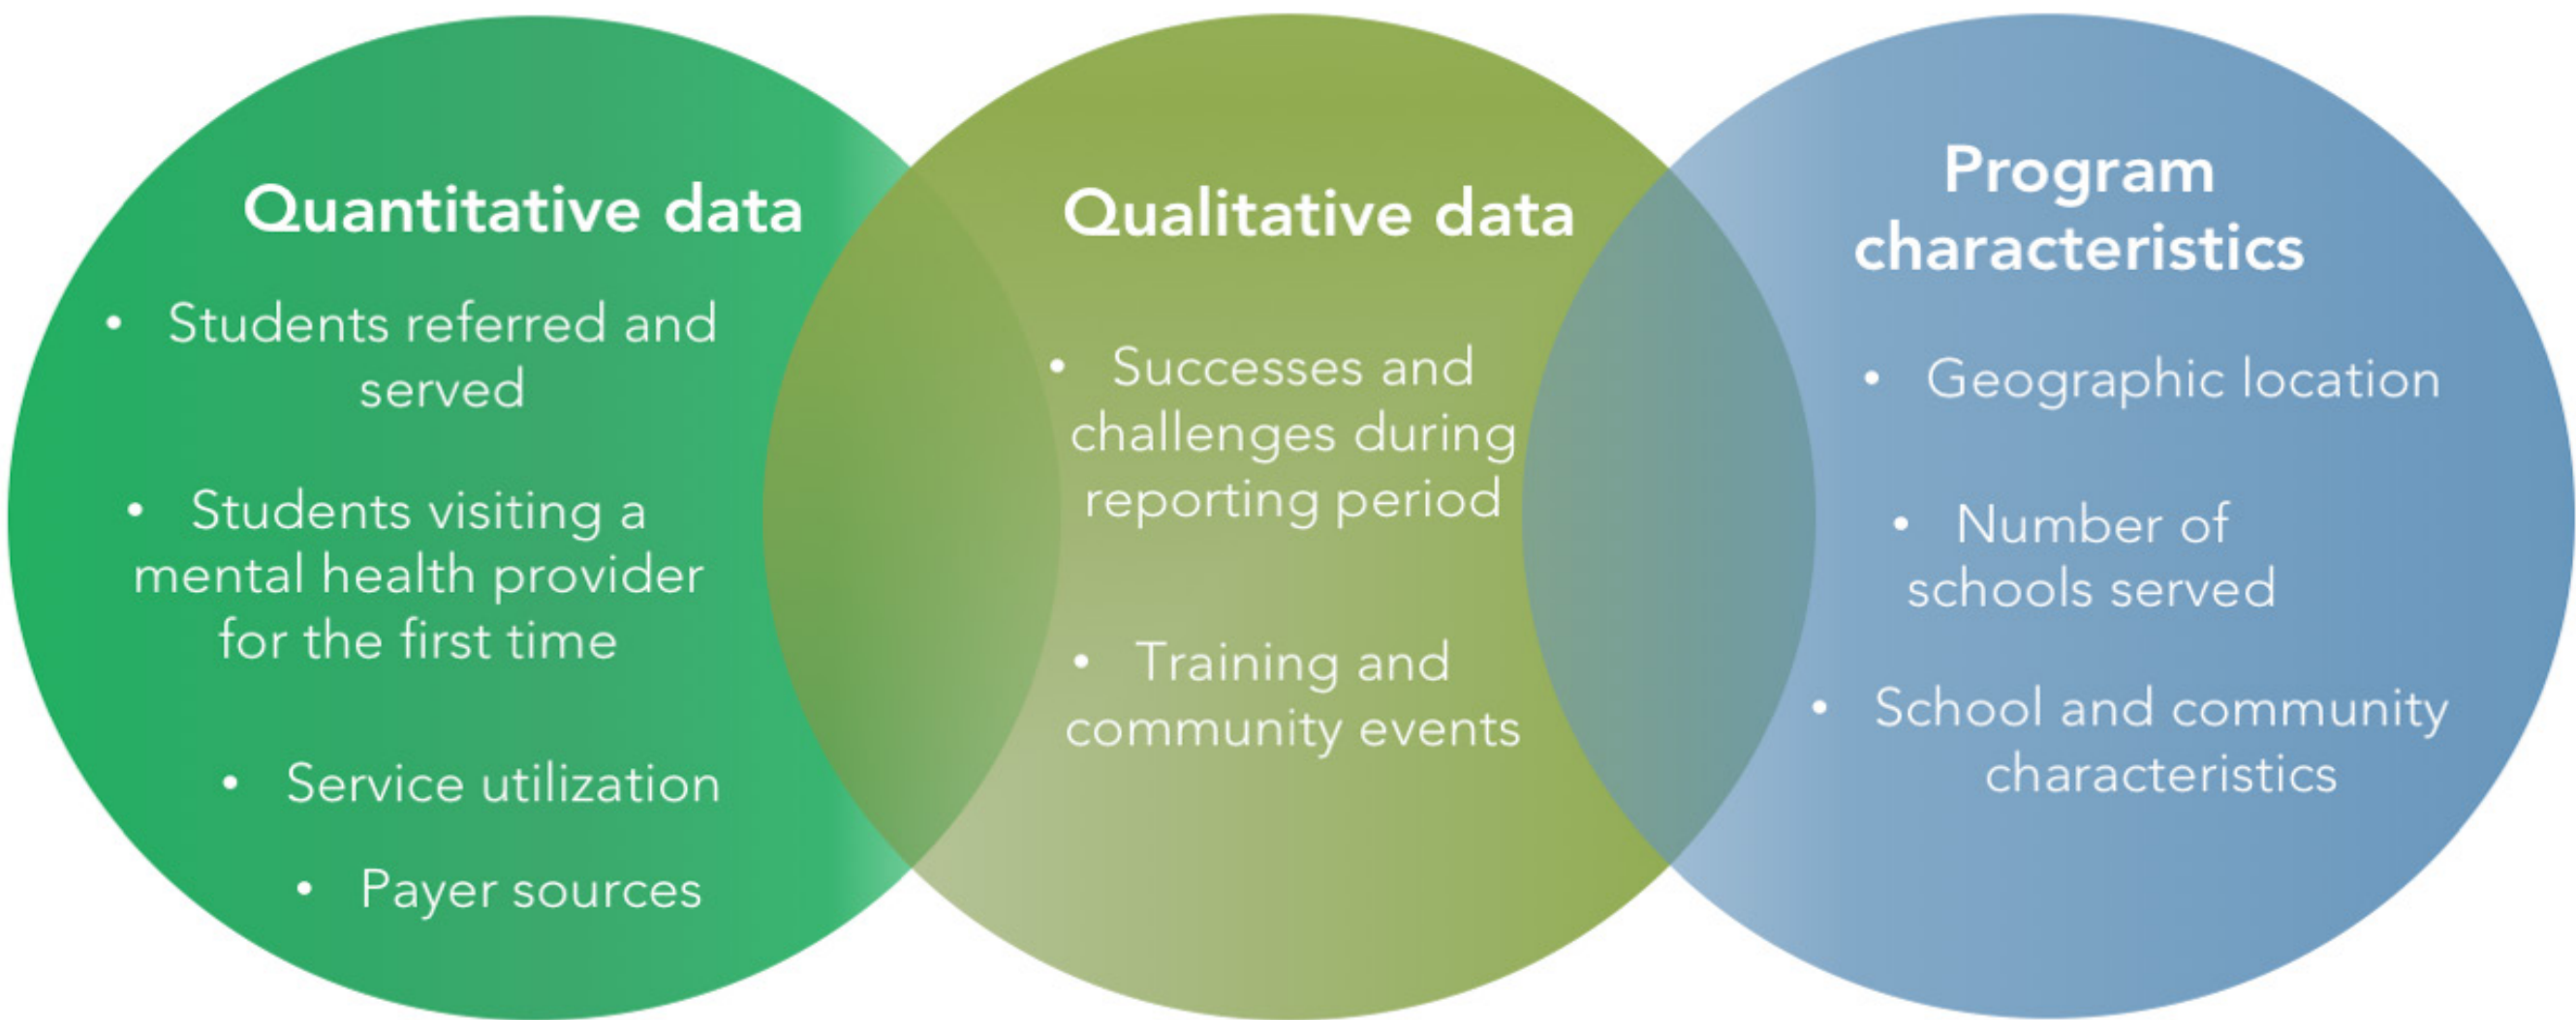 Quantitative data
• Students referred and
served
• Students visiting a
mental health provider
for the first time
• Service utilization
• Payer sources
Qualitative data
• Successes and
challenges during
reporting period
• Training and
community events
Program
characteristics
• Geographic location
• Number of
schools served
• School and community
characteristics